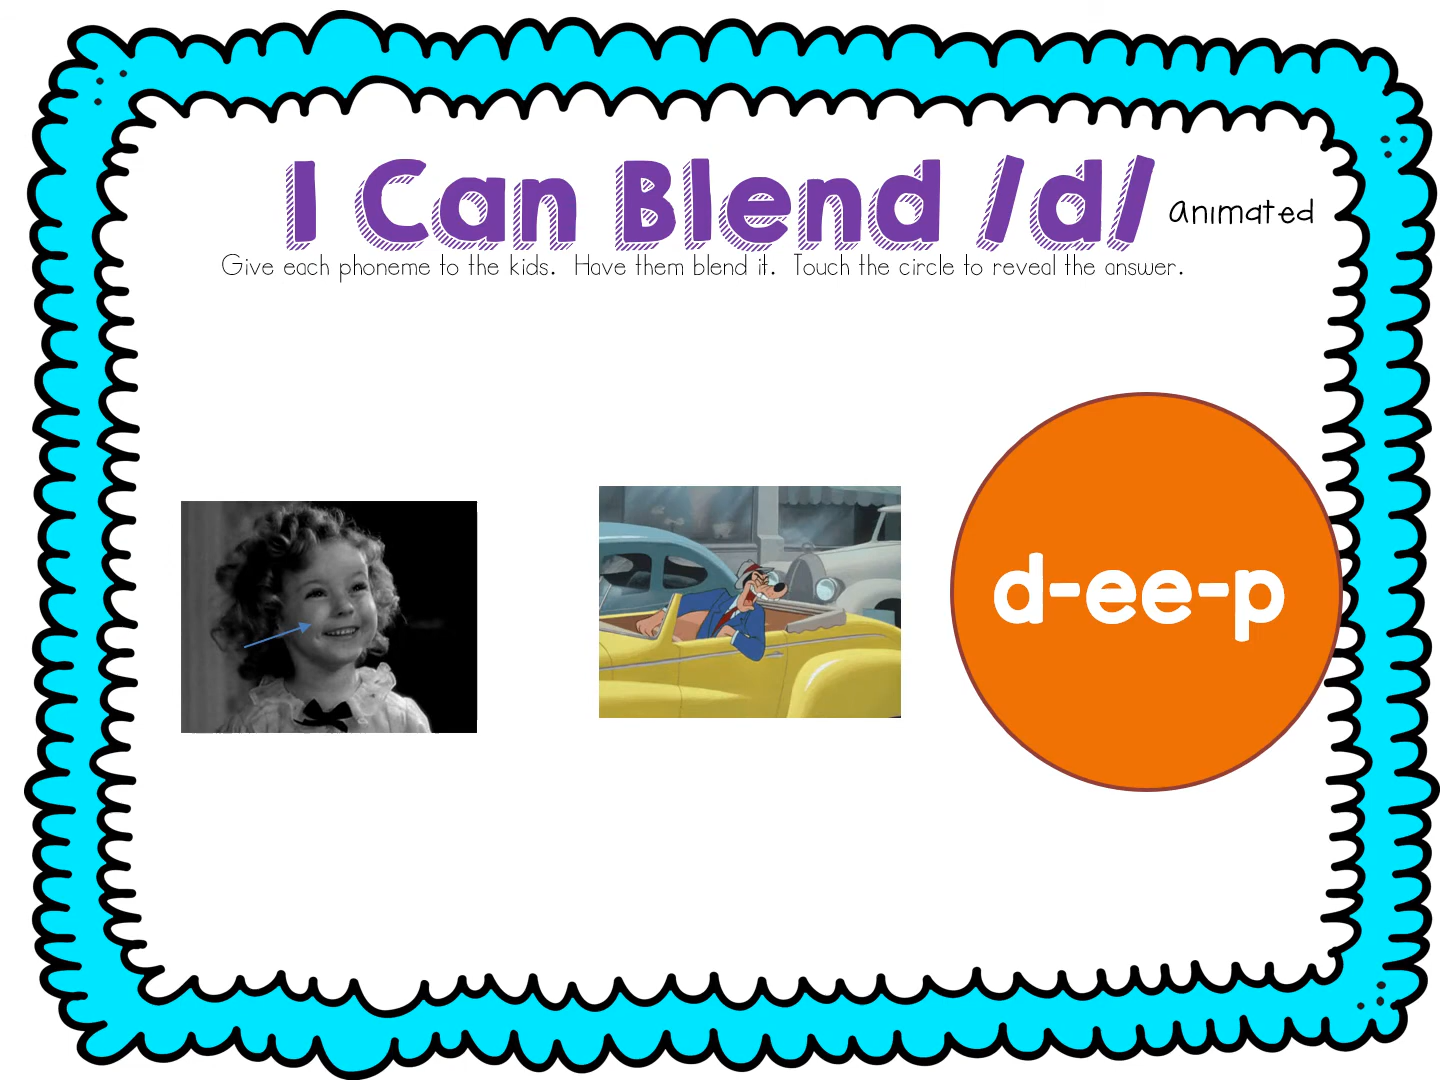 I Can Blend /d/ Animated
Give each phoneme to the kids. Have them blend it. Touch the circle to reveal the answer.
d-ee-p